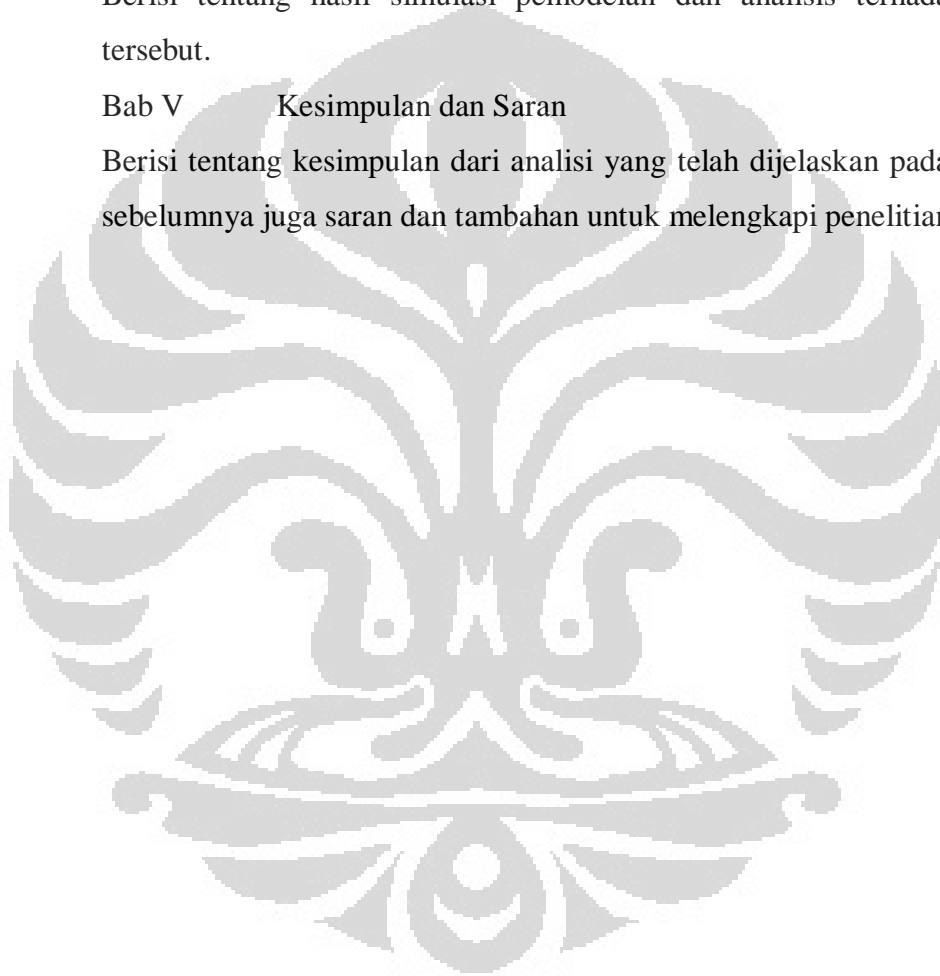 Berisi tentang hasil simulasi pemodelan dan analisis
tersebut.
Bab V Kesimpulan dan Saran
Berisi tentang kesimpulan dari analisi yang telah dijelaskan pada
sebelumnya juga saran dan tambahan untuk melengkapi